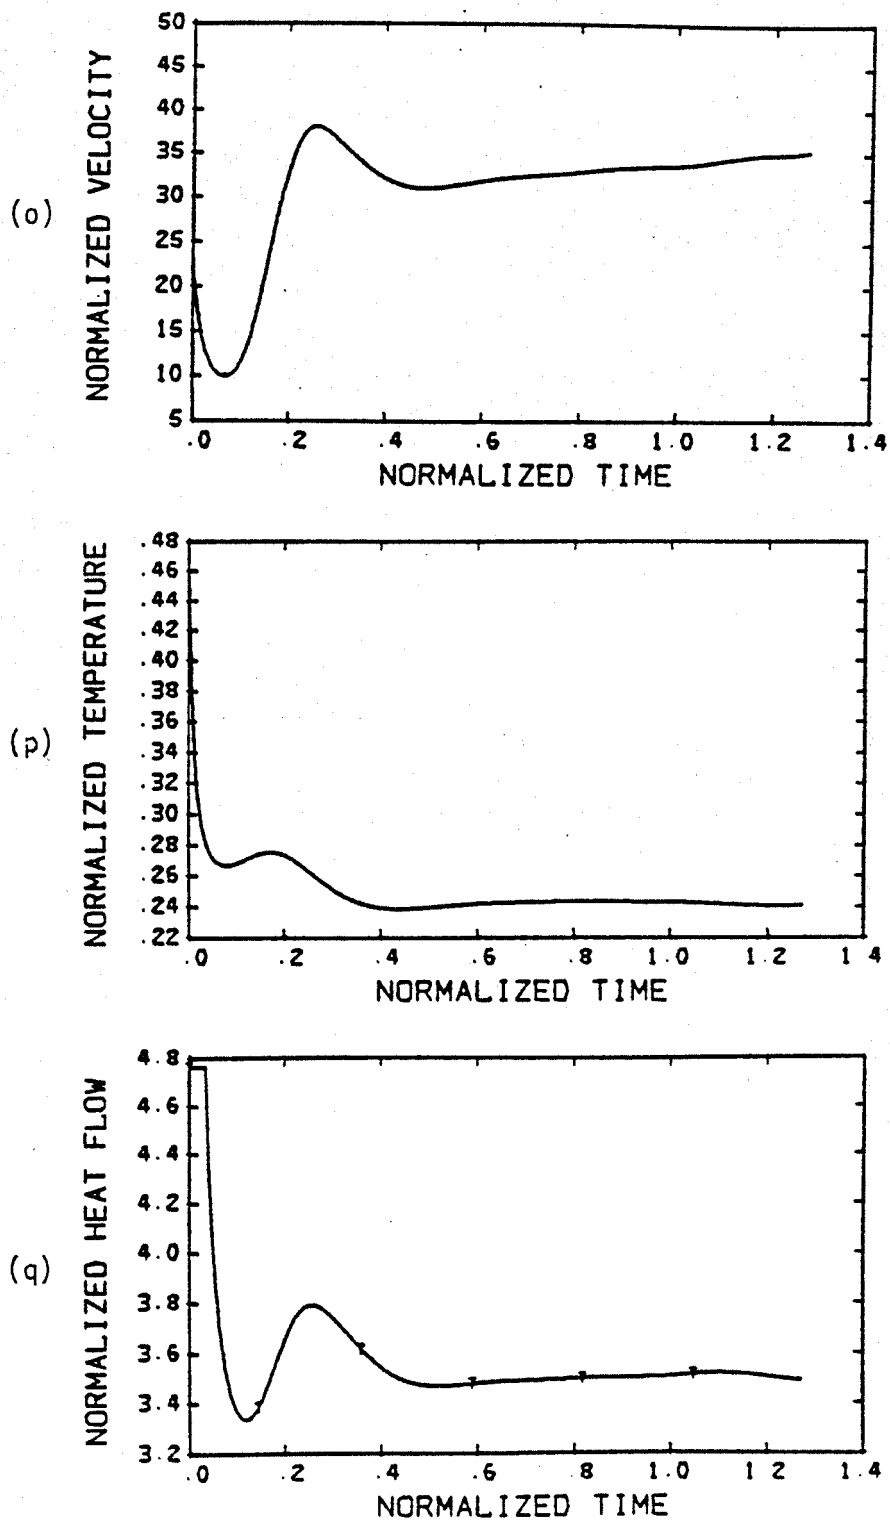 (o)
NORMALIZED VELOCITY
50
45
40
35
30
25
20
15
10
5
.0 .2 .4 .6 .8 1.0 1.2 1.4
NORMALIZED TIME
(p)
NORMALIZED TEMPERATURE
.48
.46
.44
.42
.40
.38
.36
.34
.32
.30
.28
.26
.24
.22
.0 .2 .4 .6 .8 1.0 1.2 1 4
NORMALIZED TIME
(q)
NORMALIZED HEAT FLOW
4.8
4.6
4.4
4.2
4.0
3.8
3.6
3.4
3.2
.0 .2 .4 .6 .8 1.0 1.2 1.4
NORMALIZED TIME